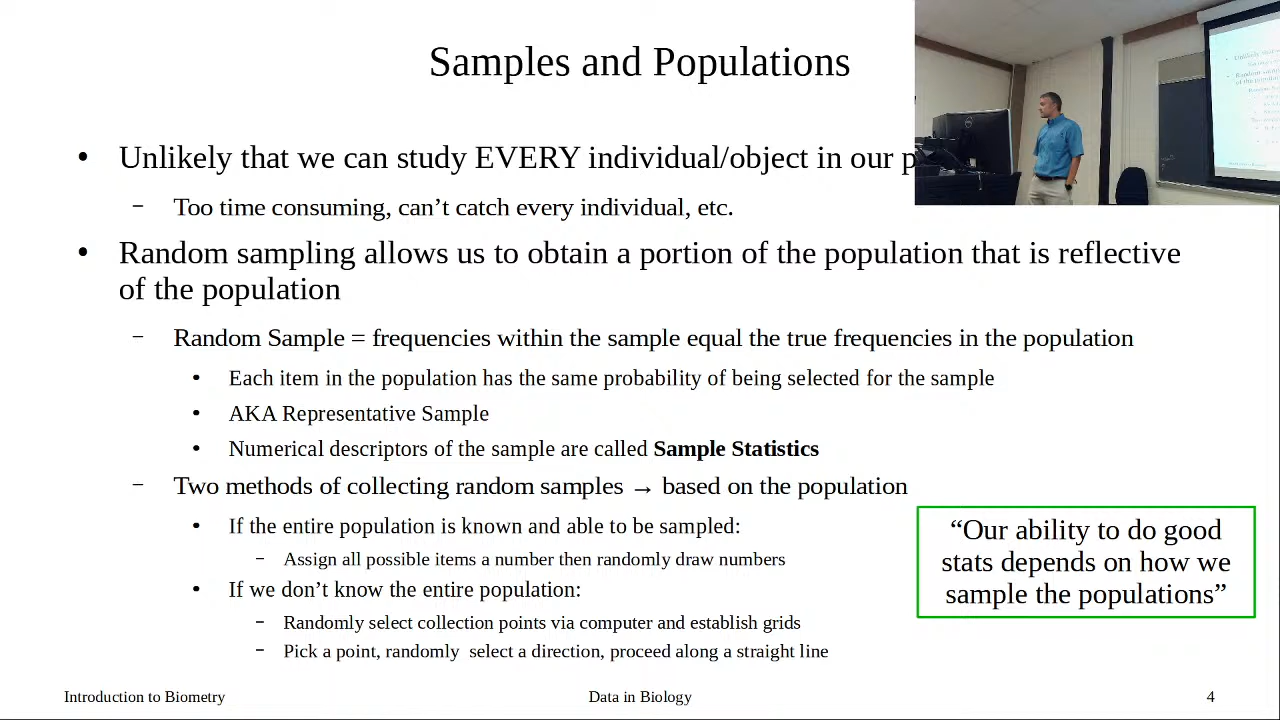 Samples and Populations
• Unlikely that we can study EVERY individual/object in our
– Too time consuming, can’t catch every individual, etc.
• Random sampling allows us to obtain a portion of the population that is reflective
of the population
– Random Sample = frequencies within the sample equal the true frequencies in the population
• Each item in the population has the same probability of being selected for the sample
• AKA Representative Sample
• Numerical descriptors of the sample are called Sample Statistics
– Two methods of collecting random samples → based on the population
• If the entire population is known and able to be sampled:
– Assign all possible items a number then randomly draw numbers
• If we don’t know the entire population:
– Randomly select collection points via computer and establish grids
– Pick a point, randomly  select a direction, proceed along a straight line
“Our ability to do good
stats depends on how we
sample the populations”
Introduction to Biometry
Data in Biology
4